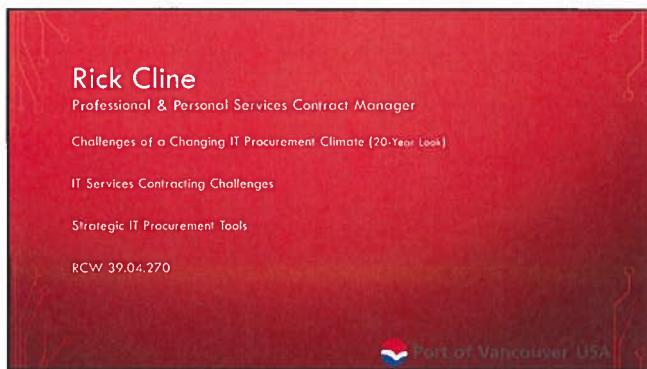 Rick Cline
Professional & Personal Services Contract Manager
Challenges of a Changing IT Procurement Climate (20-Year Look)
IT Services Contracting Challenges
Strategic IT Procurement Tools
RCW 39.04.270
Port of Vancouver USA